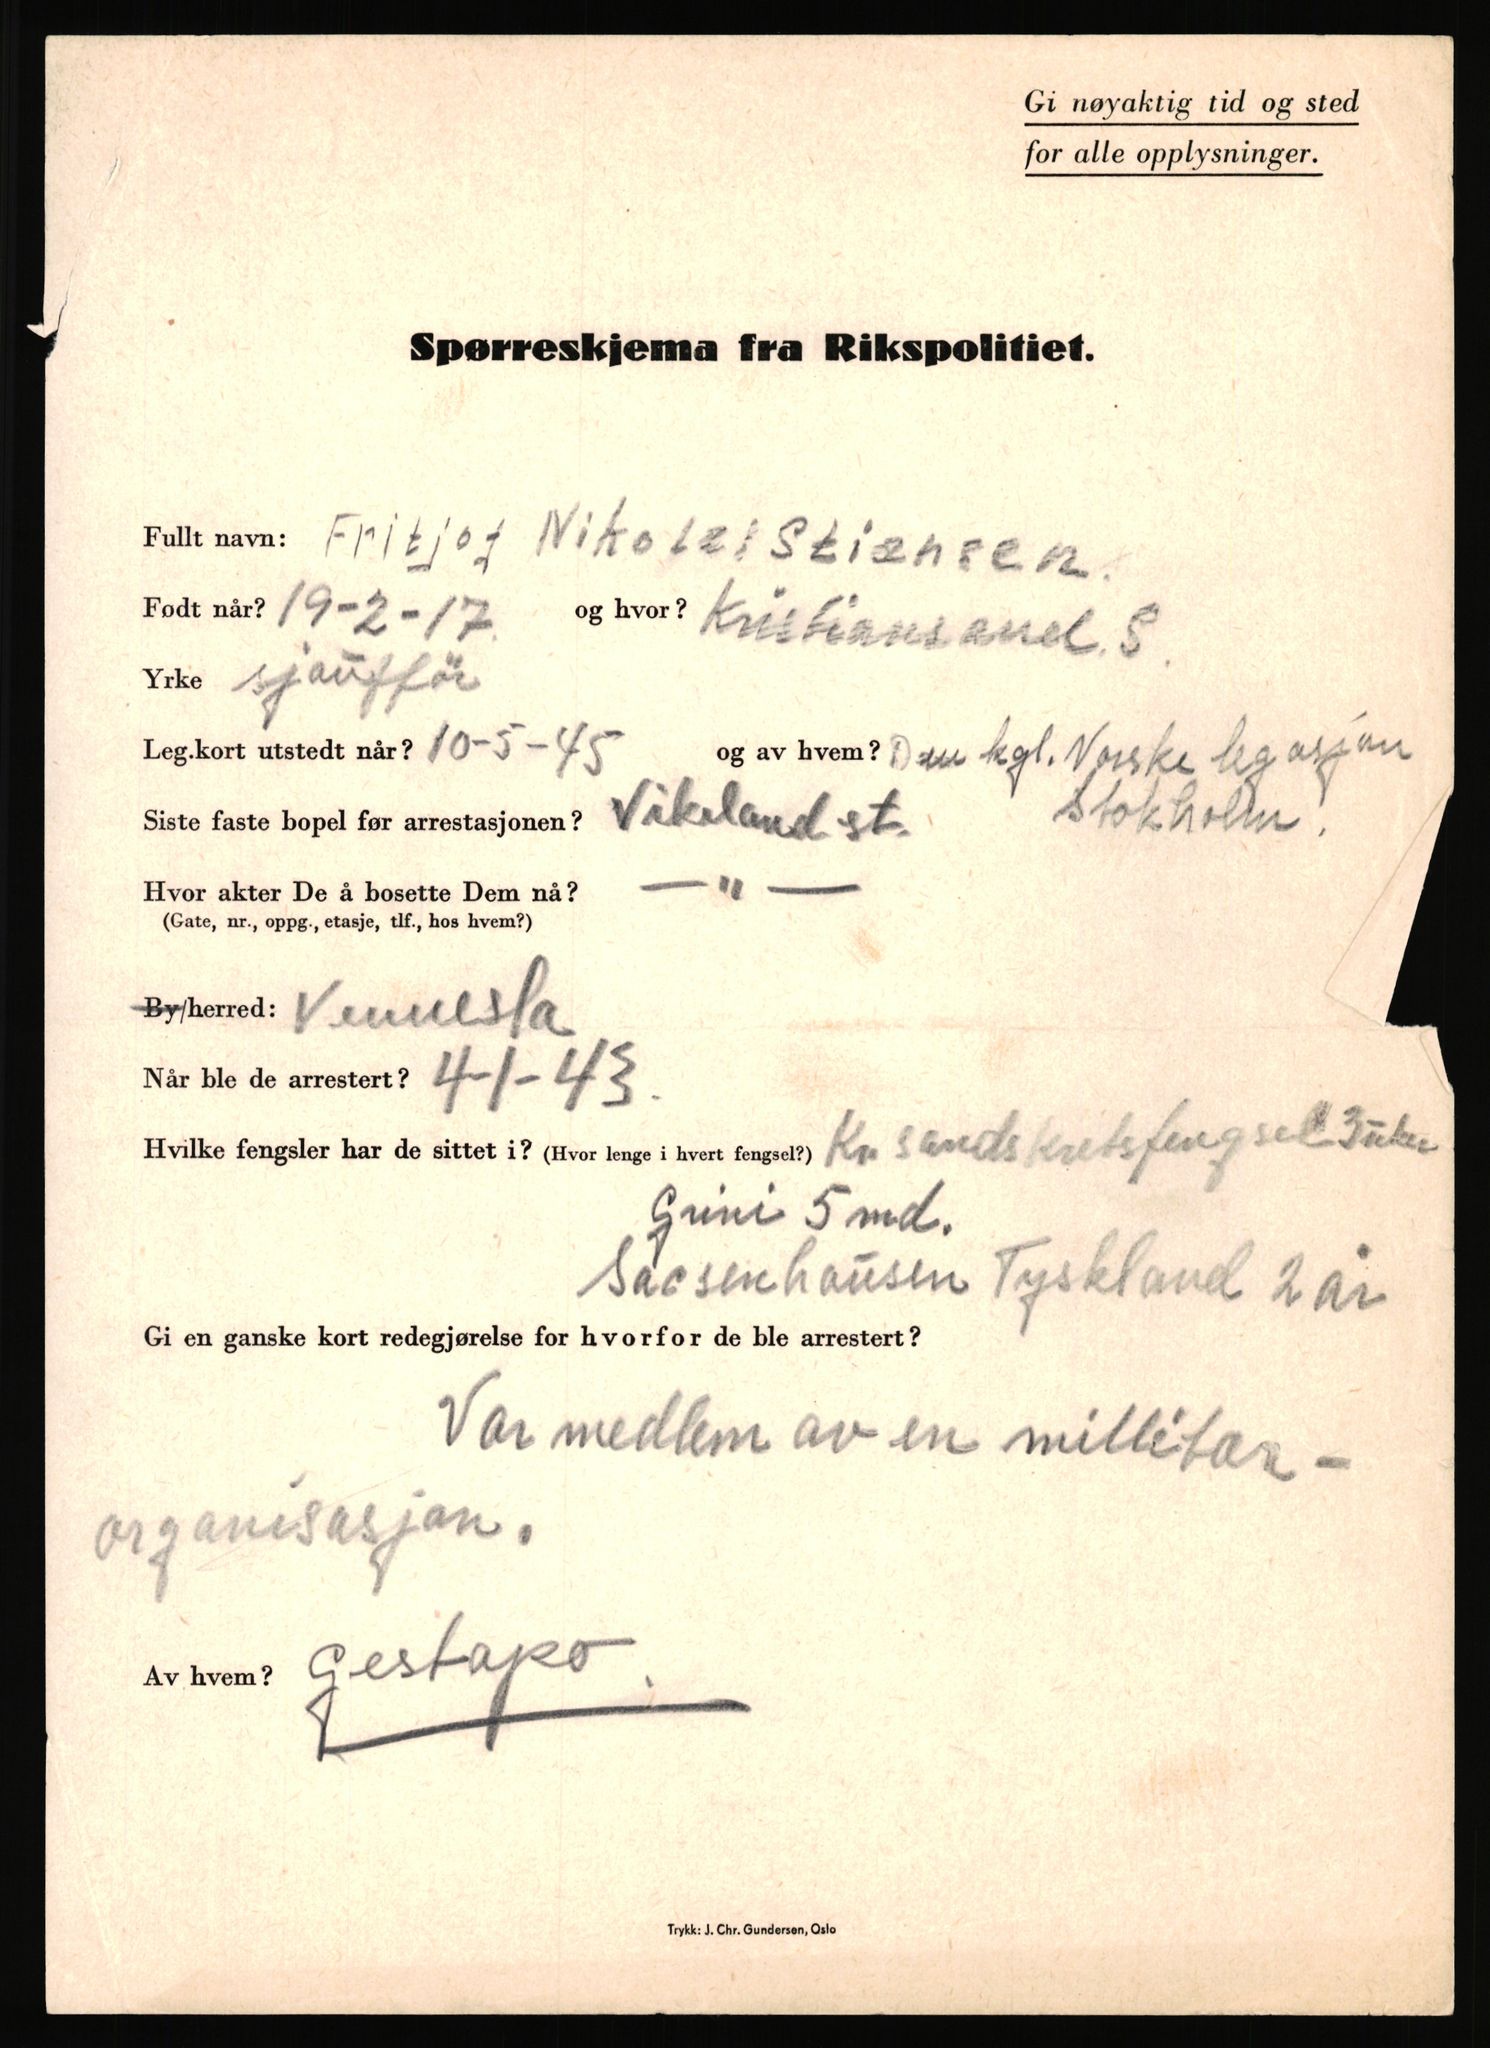 Gi nøyaktig tid og sted
for alle opplysninger.
Spørreskjema fra Rikspolitiet.
Fullt navn: Fritjof Nikolai Stiansen.
Født når? 19-2-17. og hvor? Kristiansand. S.
Yrke sjauffør
Leg.kort utstedt når? 10-5-45 og av hvem? Den kgl. Norske legasjon
Stokholm.
Siste faste bopel før arrestasjonen? Vikeland st.
Hvor akter De å bosette Dem nå? — " —
(Gate, nr., oppg., etasje, tlf., hos hvem?)
By/herred: Vennesla
Når ble de arrestert? 4-1-43.
Hvilke fengsler har de sittet i? (Hvor lenge i hvert fengsel?) Kr sandskretsfengsel 3 uker
Grini 5 md.
Sacsenhausen Tyskland 2 år
Gi en ganske kort redegjørelse for hvorfor de ble arrestert?
Var medlem av en millitær-
organisasjon.
Av hvem? Gestapo.
Trykk: J. Chr. Gundersen, Oslo